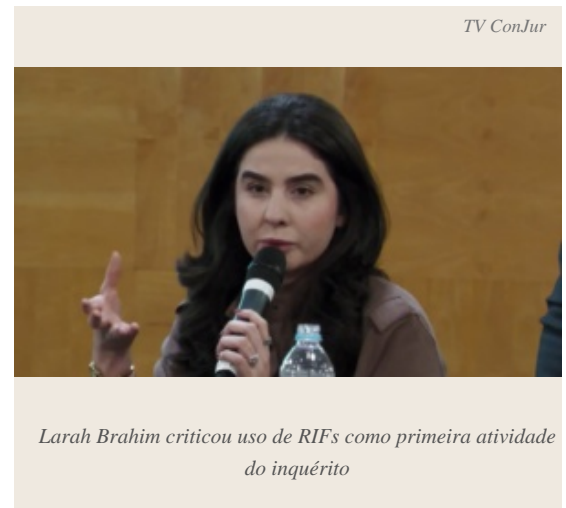 TV ConJur
Larah Brahim criticou uso de RIFs como primeira atividade
do inquérito